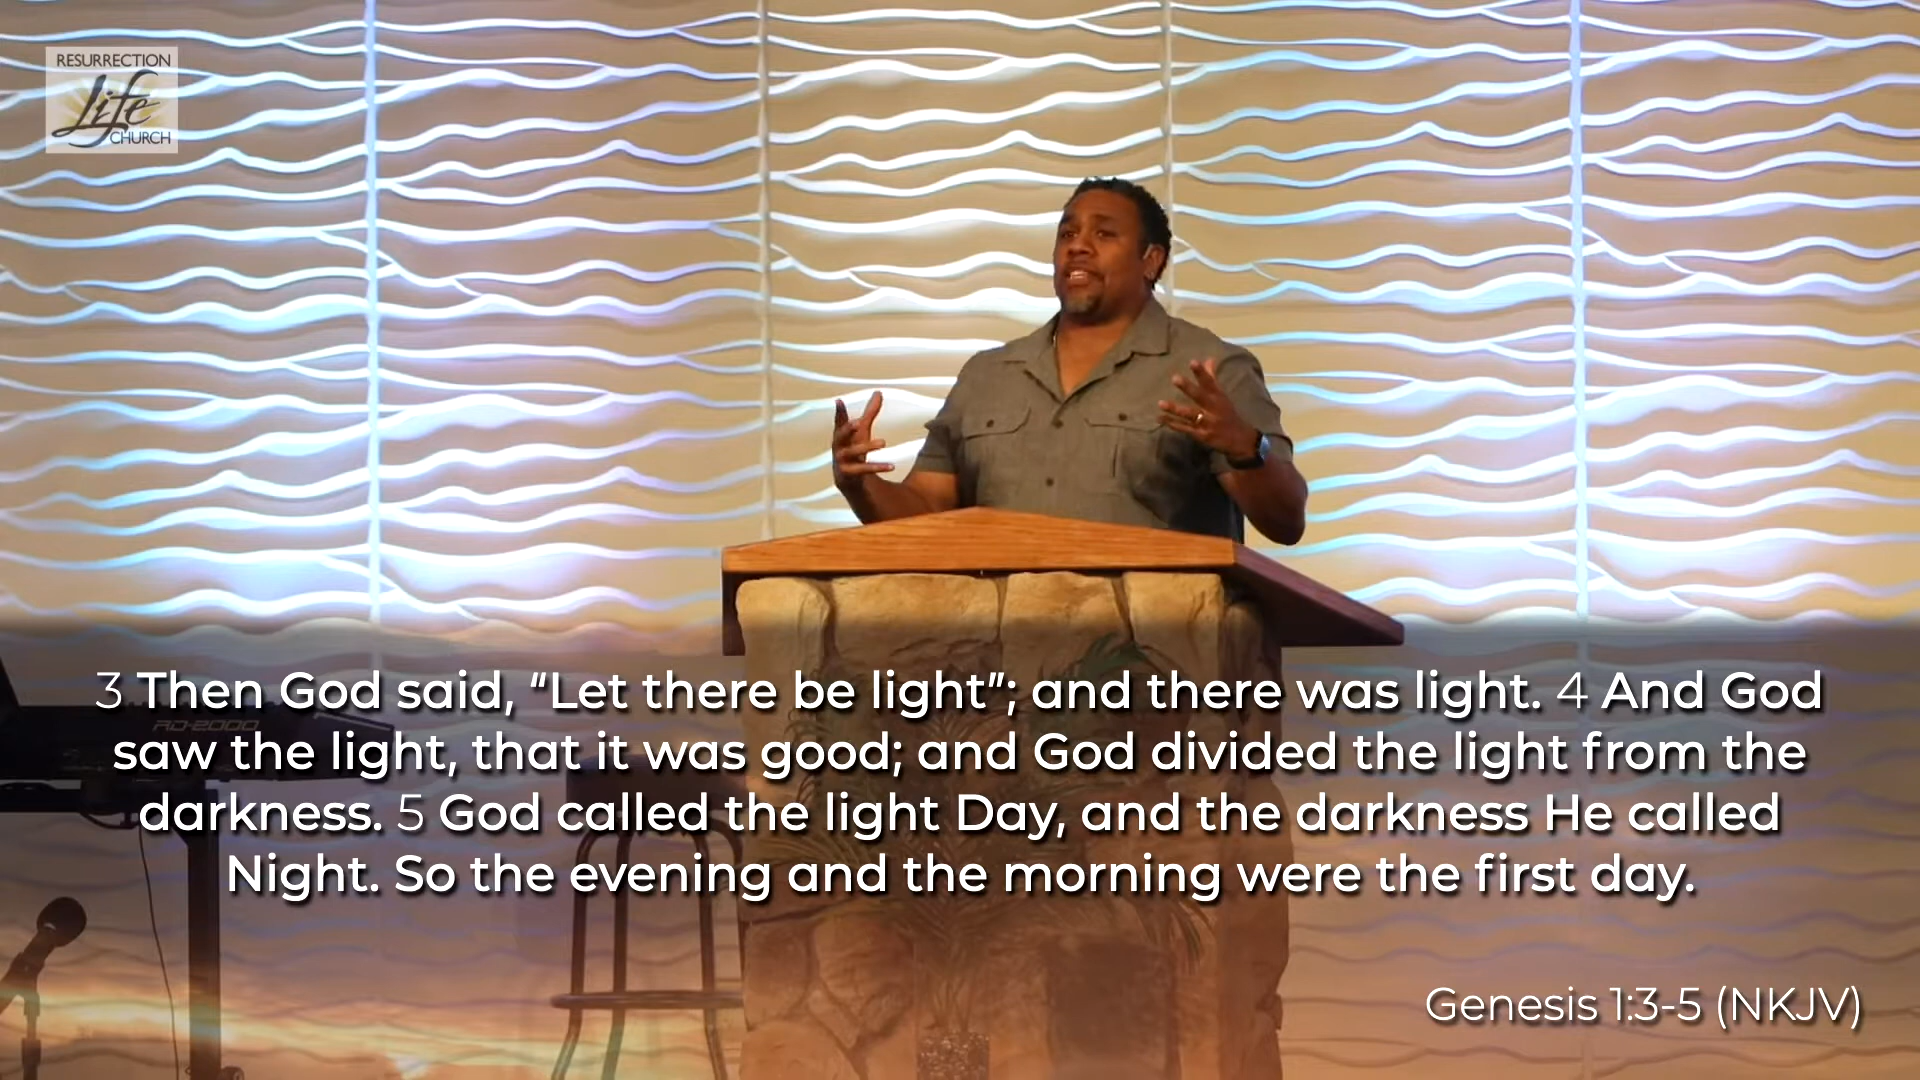 RESURRECTION
Life
CHURCH
3 Then God said, “Let there be light”; and there was light. 4 And God
saw the light, that it was good; and God divided the light from the
darkness. 5 God called the light Day, and the darkness He called
Night. So the evening and the morning were the first day.
RD-2000
Genesis 1:3-5 (NKJV)